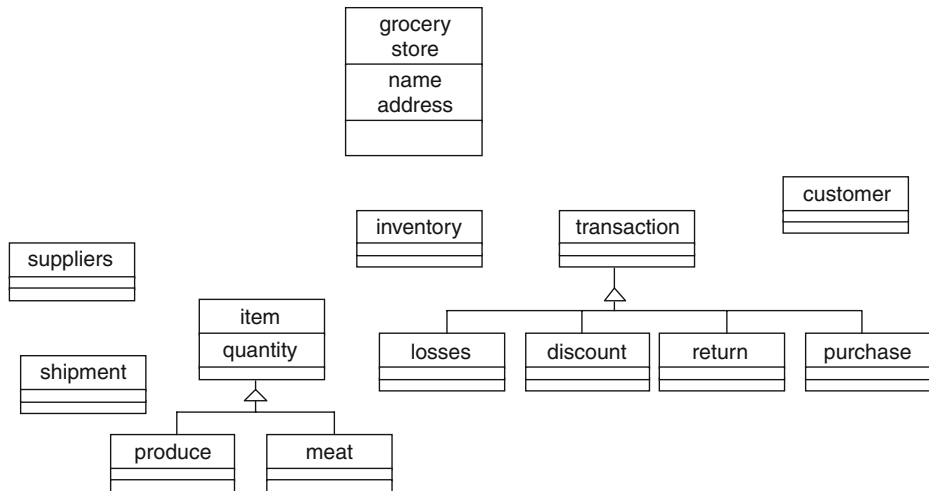 grocery
store
name
address
customer
inventory
transaction
suppliers
item
quantity
shipment
losses
discount
return
purchase
produce
meat